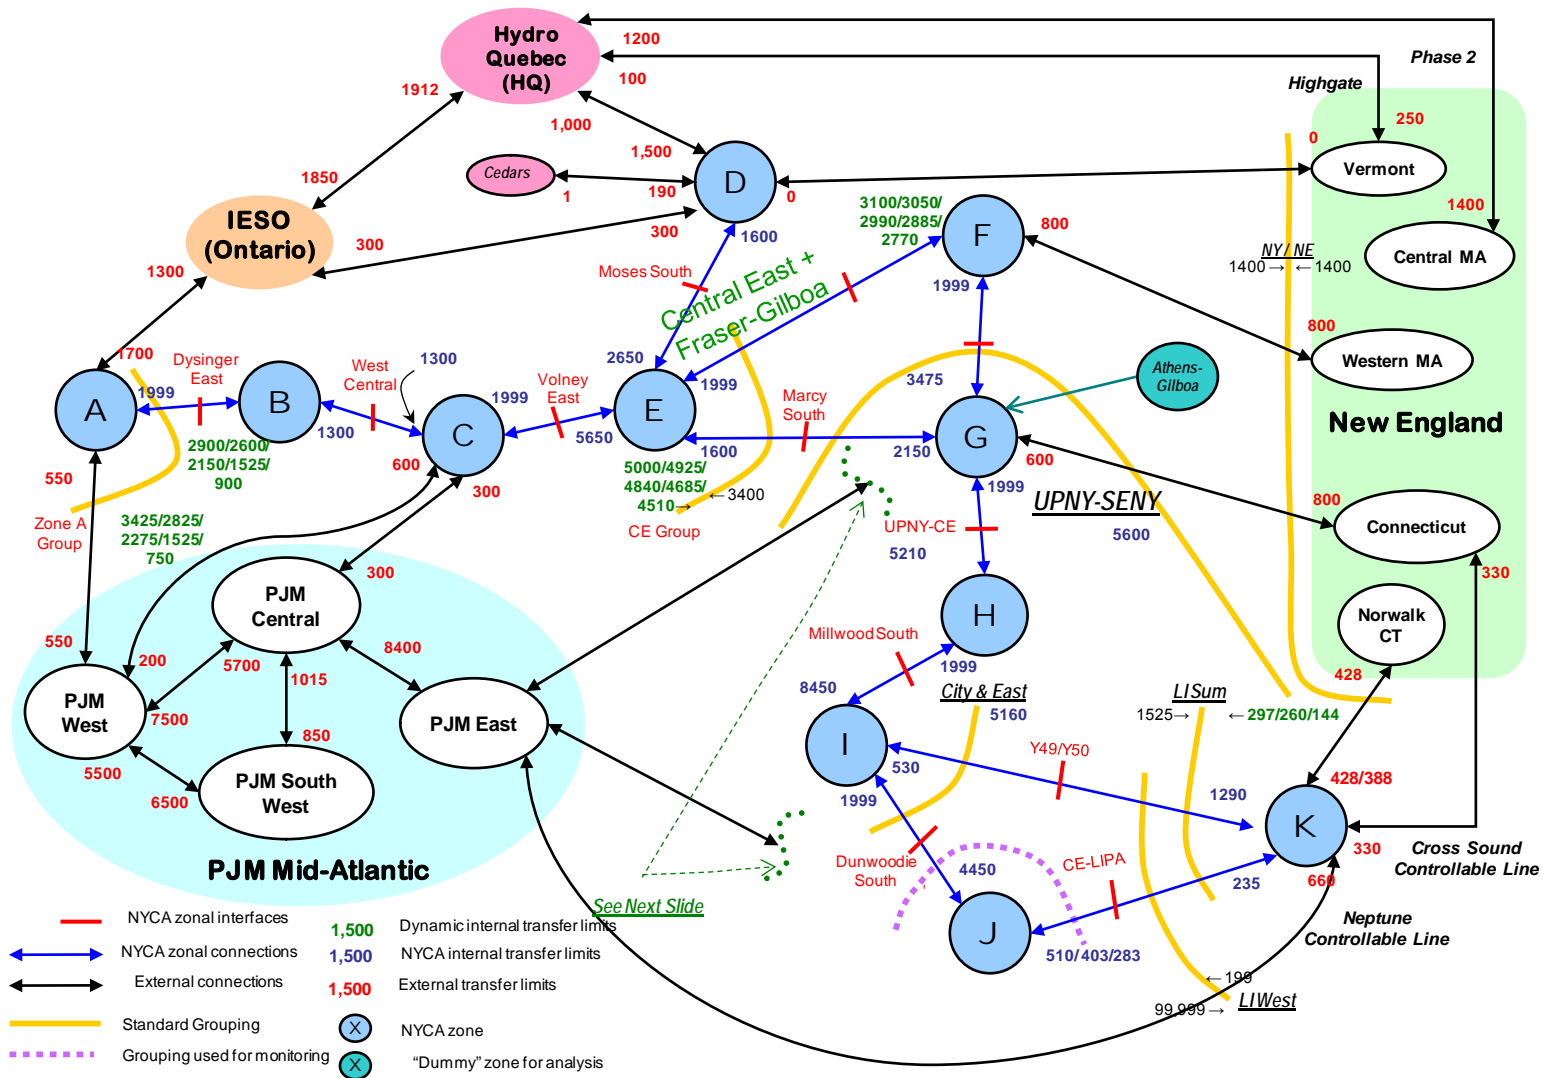 Hydro
Quebec
(HQ)
1200
100
Phase 2
Highgate
1912
1,000
250
0
1,500
Cedars
1
190
D
0
Vermont
1850
IESO
(Ontario)
300
300
1600
3100/3050/
2990/2885/
2770
F
800
1400
Central MA
NY/ NE
1400→ ←1400
1300
Moses South
Central East +
Fraser-Gilboa
1999
800
Western MA
1700
Dysinger
East
West
Central
1300
2650
1999
3475
Athens-
Gilboa
A
1999
B
1300
C
1999
Volney
East
5650
E
1600
Marcy
South
G
2150
New England
2900/2600/
2150/1525/
900
600
300
5000/4925/
4840/4685/
4510→
←3400
CE Group
600
1999
UPNY-SENY
5600
800
Connecticut
330
550
Zone A
Group
3425/2825/
2275/1525/
750
UPNY-CE
5210
300
PJM
Central
H
Norwalk
CT
428
550
200
5700
1015
8400
Millwood South
1999
8450
City & East
5160
LI Sum
1525→
←297/260/144
PJM
West
7500
PJM East
850
5500
6500
PJM South
West
I
530
1999
Y49/Y50
1290
428/388
K
330
660
Cross Sound
Controllable Line
PJM Mid-Atlantic
Dunwoodie
South
4450
CE-LIPA
235
J
510/ 403/283
Neptune
Controllable Line
See Next Slide
←199
99,999→
LI West
NYCA zonal interfaces
1,500
Dynamic internal transfer limits
NYCA zonal connections
1,500
NYCA internal transfer limits
External connections
1,500
External transfer limits
Standard Grouping
X
NYCA zone
Grouping used for monitoring
X
“Dummy” zone for analysis